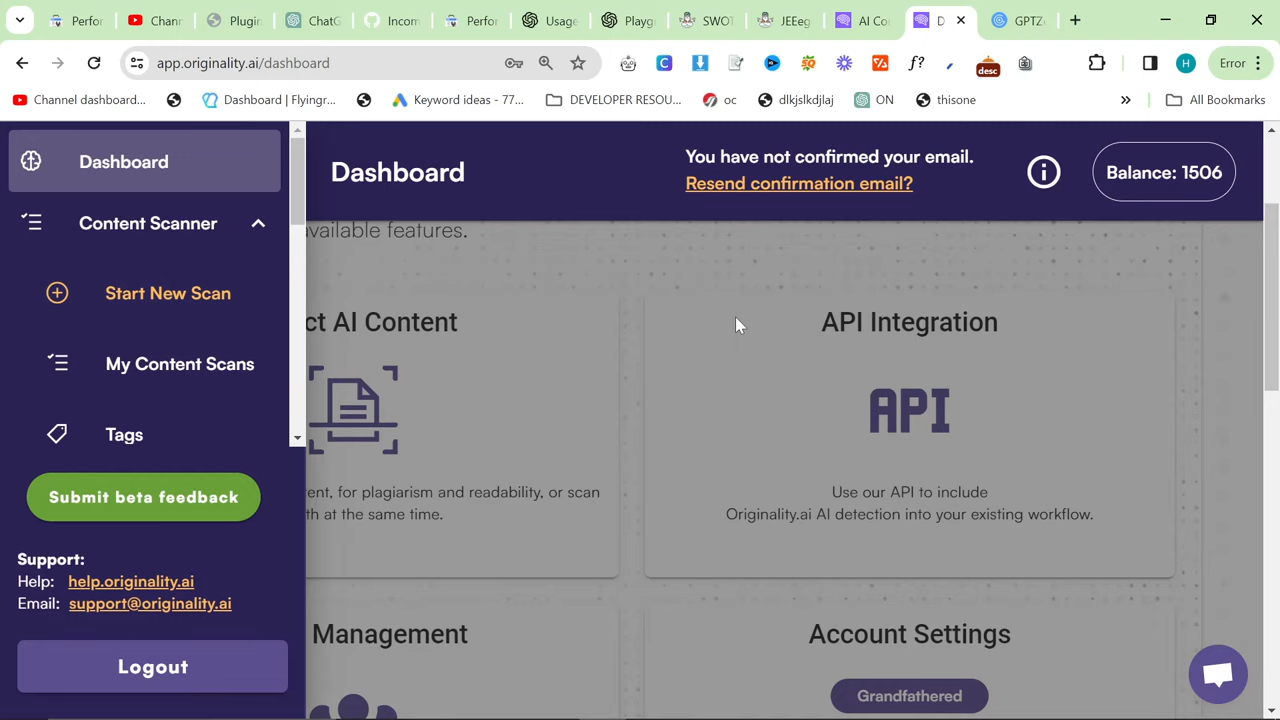 Perfor
Chann
Plugin
ChatG
Incom
Perfor
Usage
Playgr
SWOT
JEEeg
AI Co
D
GPTZ
app.originality.ai/dashboard
desc
Error
Channel dashboard...
Dashboard | Flyingr...
Keyword ideas - 77...
DEVELOPER RESOU...
oc
dlkjslkdjlaj
ON
thisone
All Bookmarks
Dashboard
Content Scanner
Start New Scan
My Content Scans
Tags
Submit beta feedback
Support:
Help: help.originality.ai
Email: support@originality.ai
Logout
Dashboard
You have not confirmed your email.
Resend confirmation email?
Balance: 1506
available features.
ct AI Content
ent, for plagiarism and readability, or scan
th at the same time.
API Integration
API
Use our API to include
Originality.ai AI detection into your existing workflow.
Management
Account Settings
Grandfathered